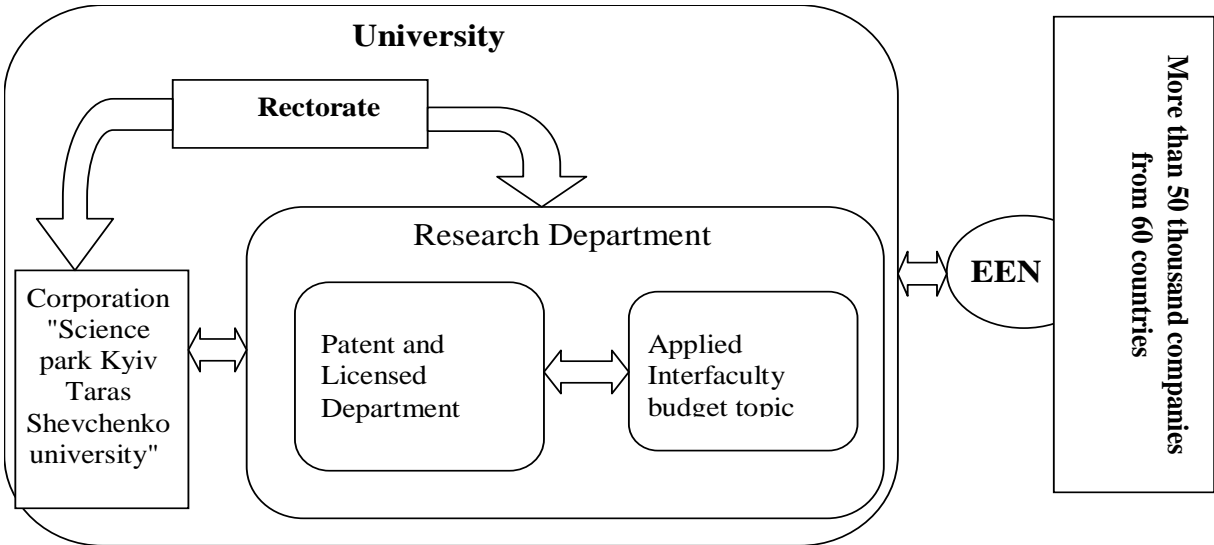 University
Rectorate
Research Department
Corporation
"Science
park Kyiv
Taras
Shevchenko
university"
Patent and
Licensed
Department
Applied
Interfaculty
budget topic
EEN
More than 50 thousand companies
from 60 countries